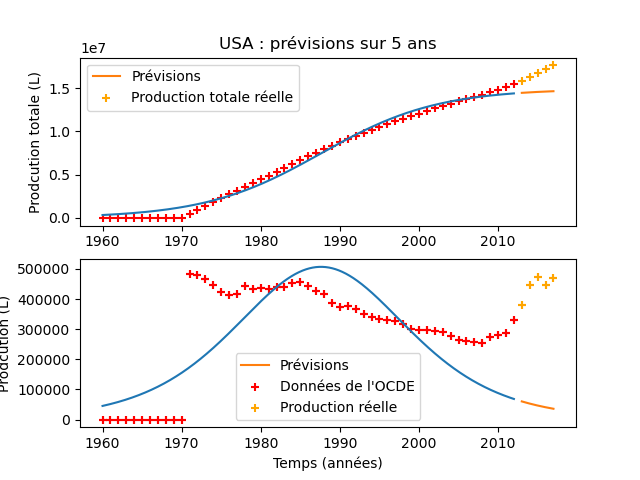 USA : prévisions sur 5 ans
1e7
Prodcution totale (L)
1.5
1.0
0.5
0.0
Prévisions
Production totale réelle
1960 1970 1980 1990 2000 2010
Prodcution (L)
500000
400000
300000
200000
100000
0
Prévisions
Données de l'OCDE
Production réelle
1960 1970 1980 1990 2000 2010
Temps (années)